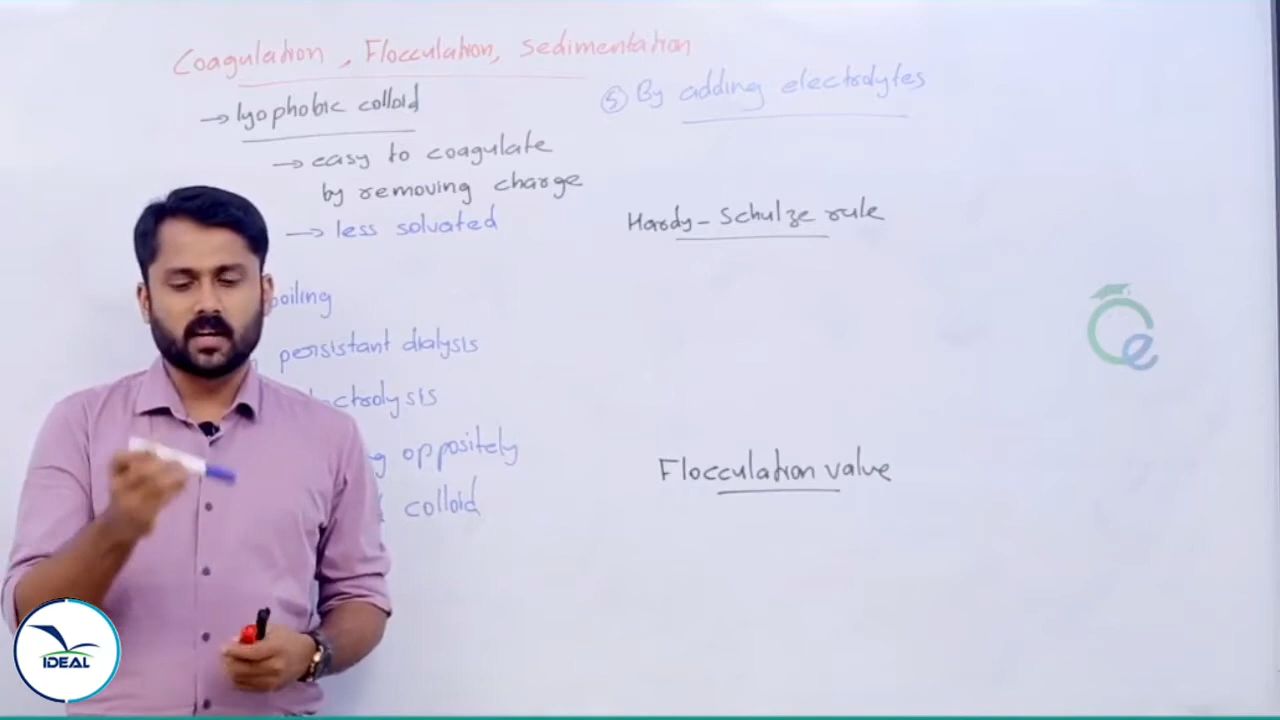 Coagulation, Flocculation, Sedimentation
→ lyophobic colloid
→ easy to coagulate
by removing charge
→ less solvated
boiling
persistant dialysis
oppositely
colloid
⑤ By adding electrolytes
Hardy-Schulze rule
Flocculation value
IDEAL